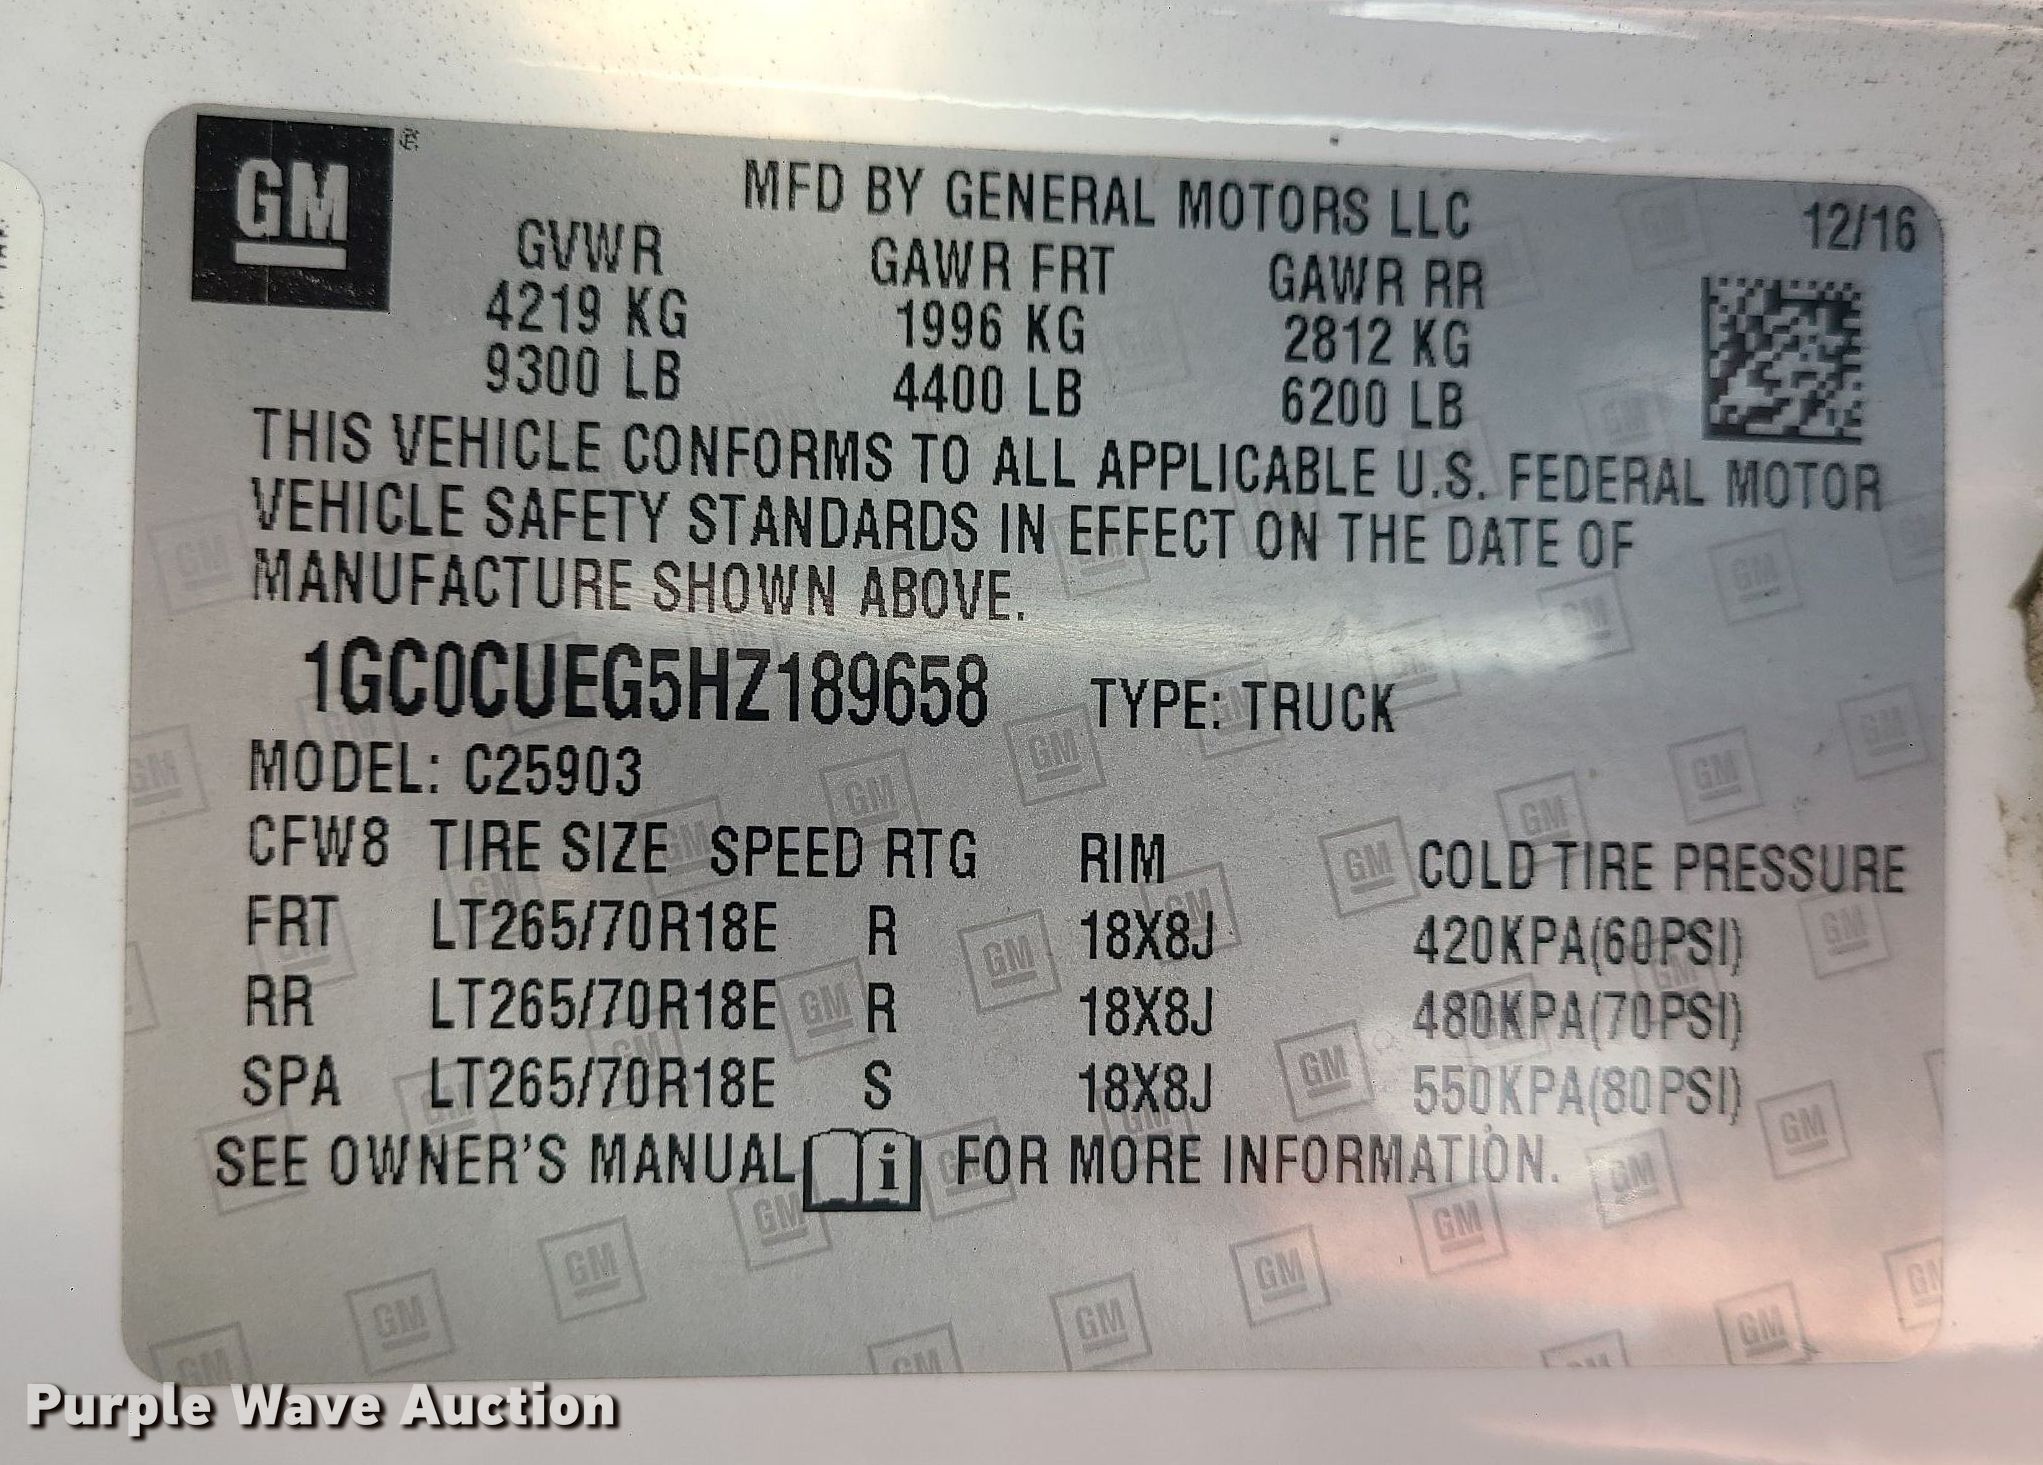 GM ®
MFD BY GENERAL MOTORS LLC
12/16
GVWR GAWR FRT GAWR RR
4219 KG 1996 KG 2812 KG
9300 LB 4400 LB 6200 LB
THIS VEHICLE CONFORMS TO ALL APPLICABLE U.S. FEDERAL MOTOR
VEHICLE SAFETY STANDARDS IN EFFECT ON THE DATE OF
MANUFACTURE SHOWN ABOVE.
1GC0CUEG5HZ189658 TYPE: TRUCK
MODEL: C25903
CFW8 TIRE SIZE SPEED RTG RIM COLD TIRE PRESSURE
FRT LT265/70R18E R 18X8J 420KPA(60PSI)
RR LT265/70R18E R 18X8J 480KPA(70PSI)
SPA LT265/70R18E S 18X8J 550KPA(80PSI)
SEE OWNER'S MANUAL i FOR MORE INFORMATION.
Purple Wave Auction